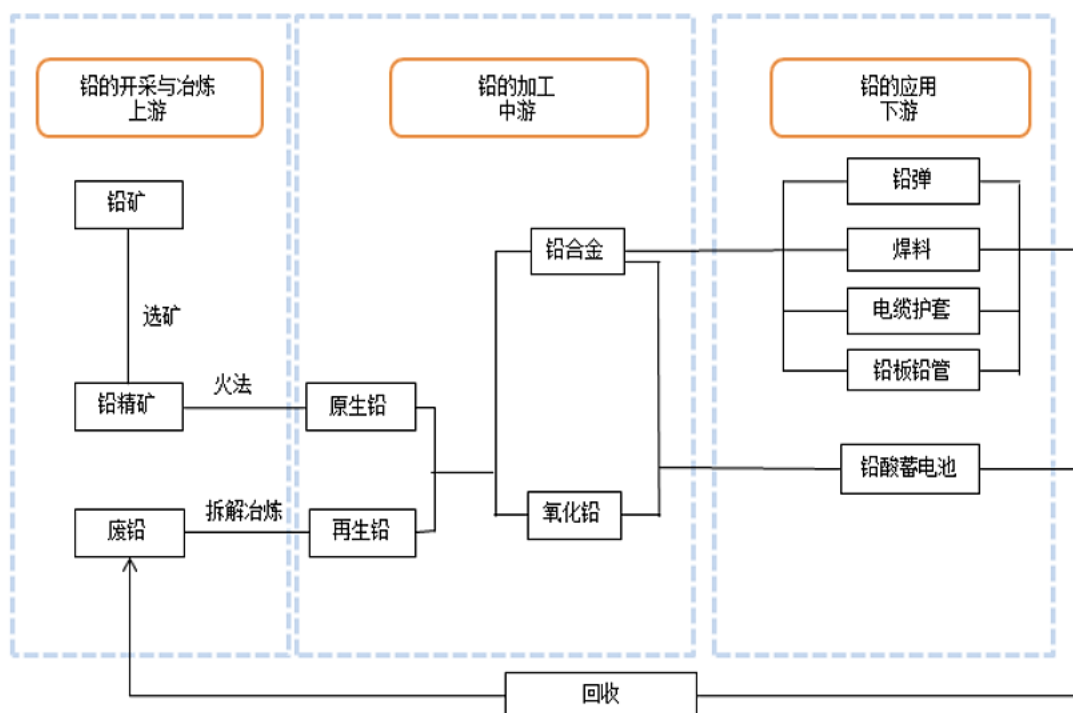 铅的开采与冶炼
上游
铅的加工
中游
铅的应用
下游
铅矿
选矿
铅精矿
火法
原生铅
废铅
拆解冶炼
再生铅
铅合金
氧化铅
铅弹
焊料
电缆护套
铅板铅管
铅酸蓄电池
回收